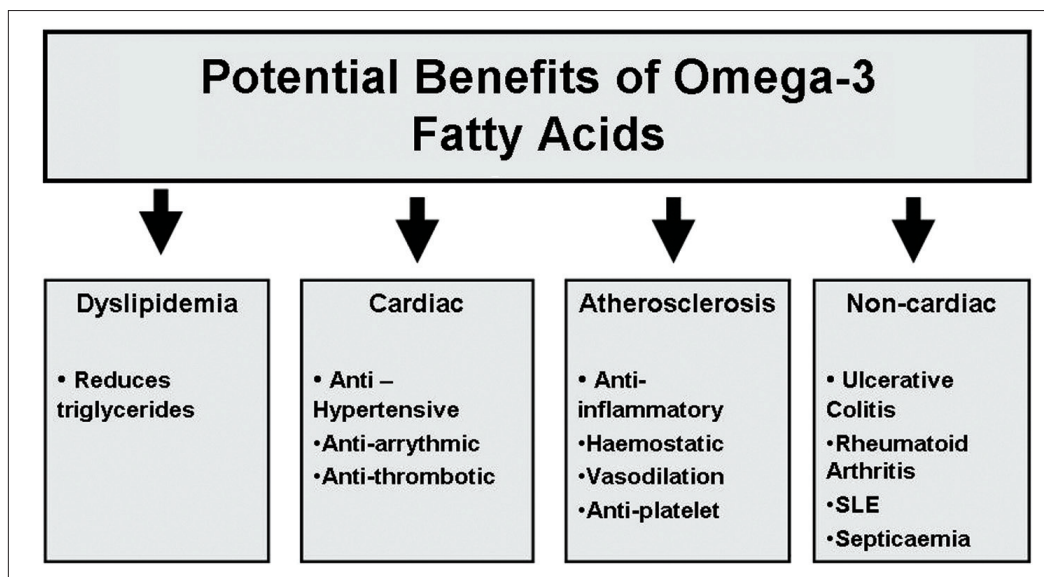 Potential Benefits of Omega-3
Fatty Acids
Dyslipidemia
• Reduces
triglycerides
Cardiac
• Anti –
Hypertensive
•Anti-arrythmic
•Anti-thrombotic
Atherosclerosis
• Anti-
inflammatory
•Haemostatic
•Vasodilation
•Anti-platelet
Non-cardiac
• Ulcerative
Colitis
•Rheumatoid
Arthritis
•SLE
•Septicaemia